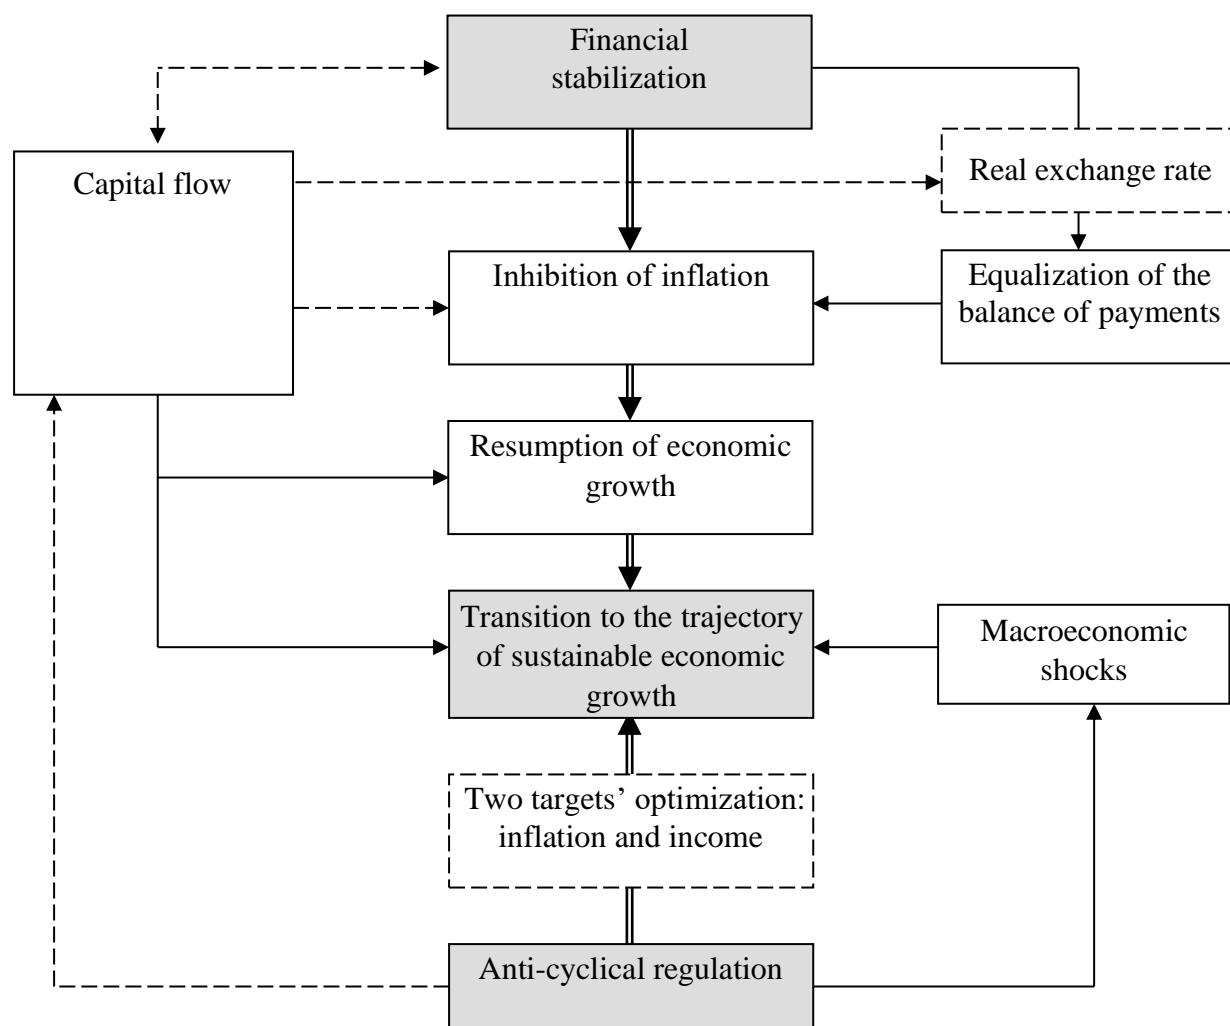 Financial
stabilization
Capital flow
Real exchange rate
Inhibition of inflation
Equalization of the
balance of payments
Resumption of economic
growth
Transition to the trajectory
of sustainable economic
growth
Macroeconomic
shocks
Two targets’ optimization:
inflation and income
Anti-cyclical regulation